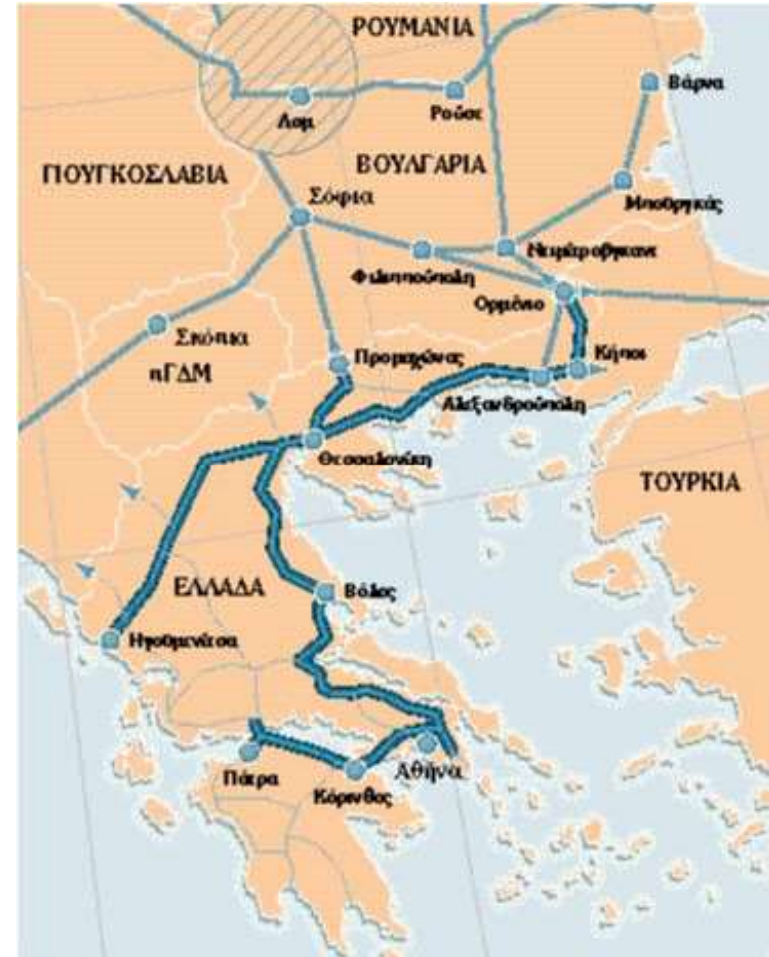 ΡΟΥΜΑΝΙΑ
Βάρνα
Λομ
Ρούσε
ΓΙΟΥΓΚΟΣΛΑΒΙΑ
ΒΟΥΛΓΑΡΙΑ
Μπουργκάς
Σόφια
Φιλιππούπολη
Ορμένιο
Σκόπια
πΓΔΜ
Προμαχώνας
Κήποι
Αλεξανδρούπολη
Θεσσαλονίκη
ΤΟΥΡΚΙΑ
ΕΛΛΑΔΑ
Βόλος
Ηγουμενίτσα
Πάτρα
Αθήνα
Κόρινθος